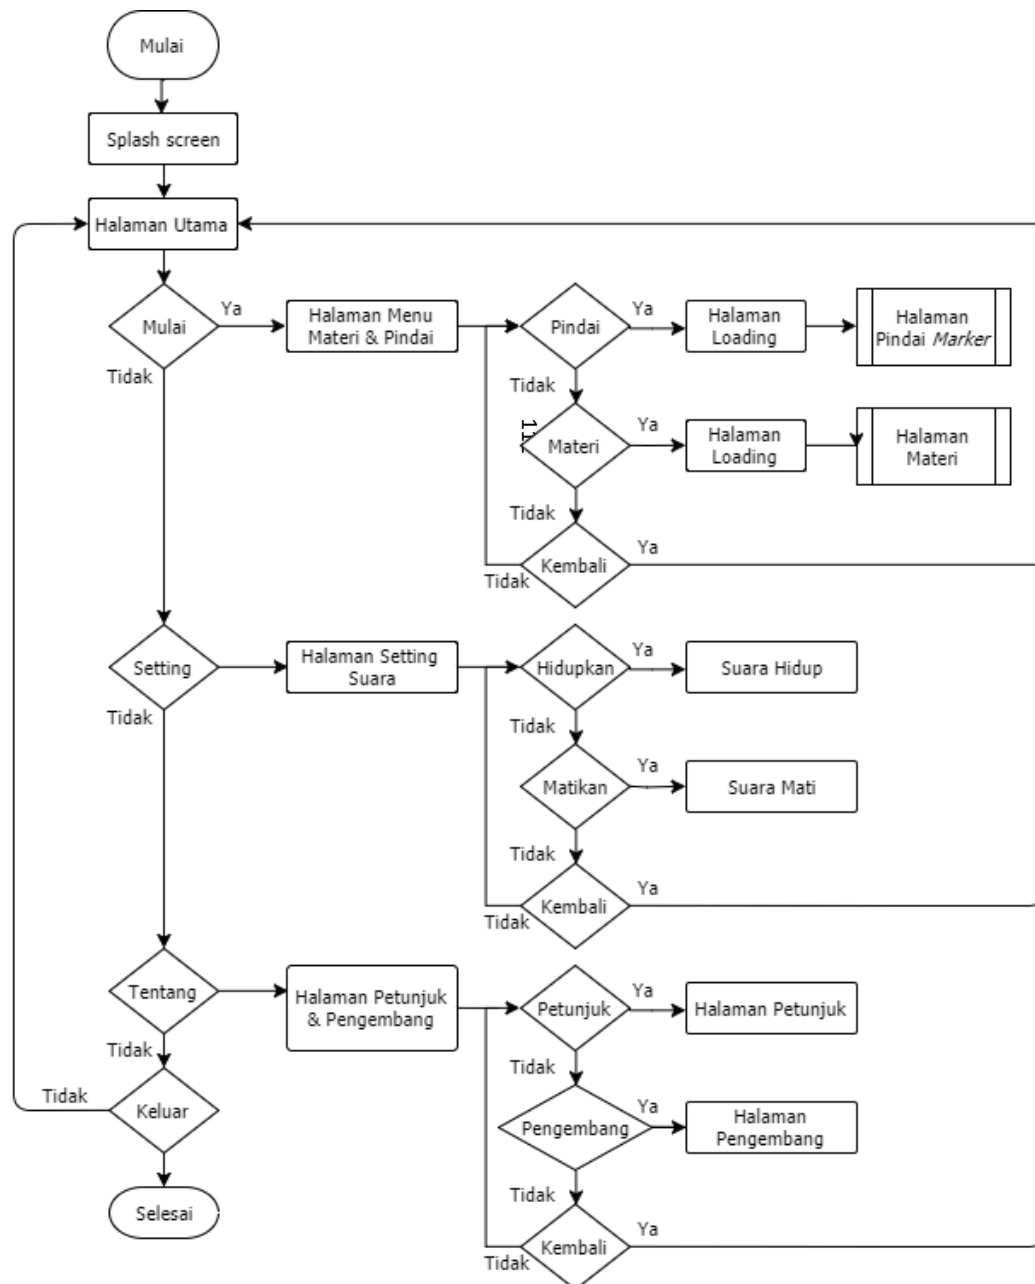 Mulai
Splash screen
Halaman Utama
Mulai
Ya
Tidak
Halaman Menu
Materi & Pindai
Pindai
Ya
Tidak
Halaman
Loading
Halaman
Pindai Marker
Materi
Ya
Tidak
Halaman
Loading
Halaman
Materi
Kembali
Ya
Tidak
Setting
Tidak
Halaman Setting
Suara
Hidupkan
Ya
Tidak
Suara Hidup
Matikan
Ya
Tidak
Suara Mati
Kembali
Ya
Tidak
Tentang
Tidak
Halaman Petunjuk
& Pengembang
Petunjuk
Ya
Tidak
Halaman Petunjuk
Pengembang
Ya
Tidak
Halaman
Pengembang
Kembali
Ya
Tidak
Keluar
Tidak
Selesai